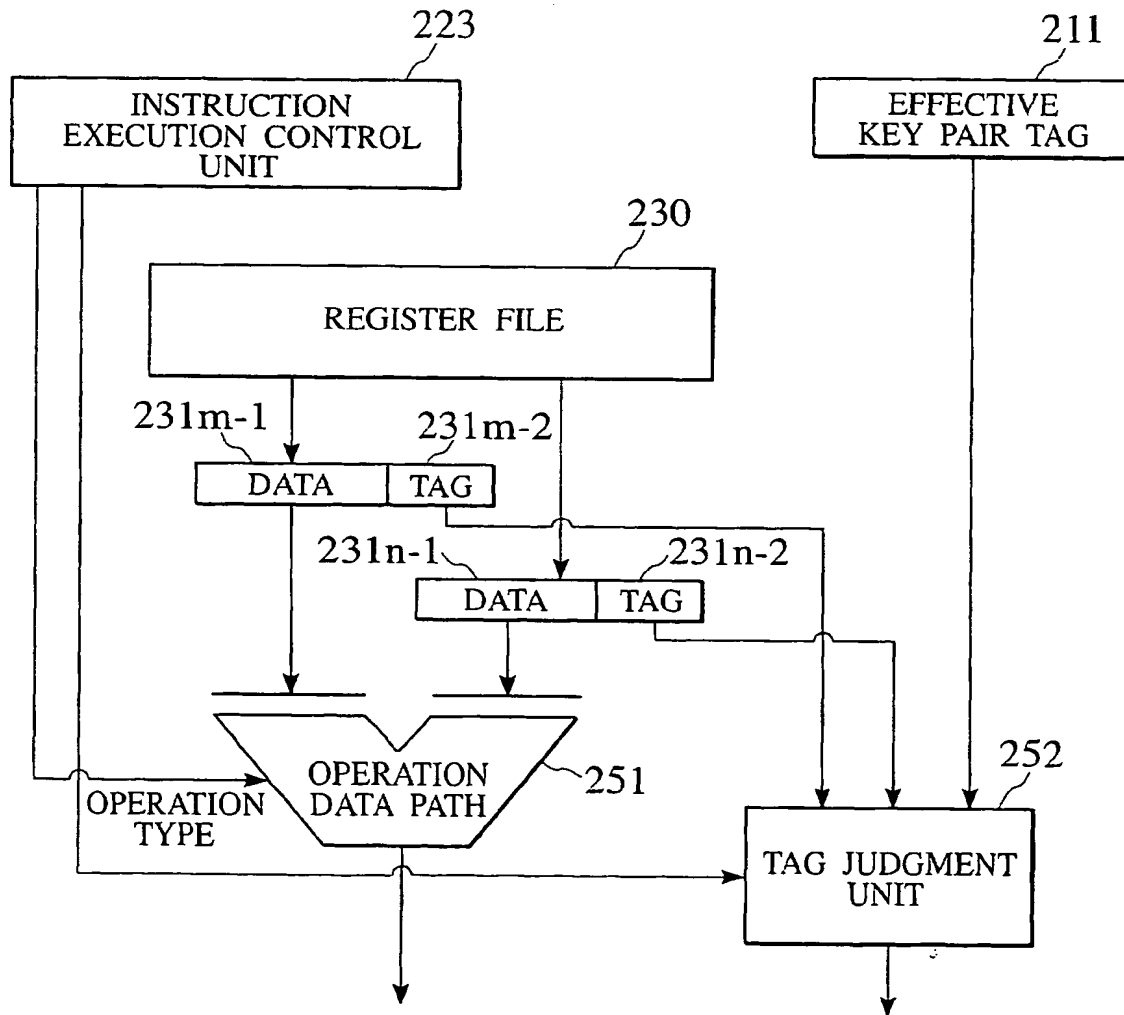 223
211
INSTRUCTION
EXECUTION CONTROL
UNIT
EFFECTIVE
KEY PAIR TAG
230
REGISTER FILE
231m-1
231m-2
DATA
TAG
231n-1
231n-2
DATA
TAG
OPERATION
DATA PATH
251
252
OPERATION
TYPE
TAG JUDGMENT
UNIT